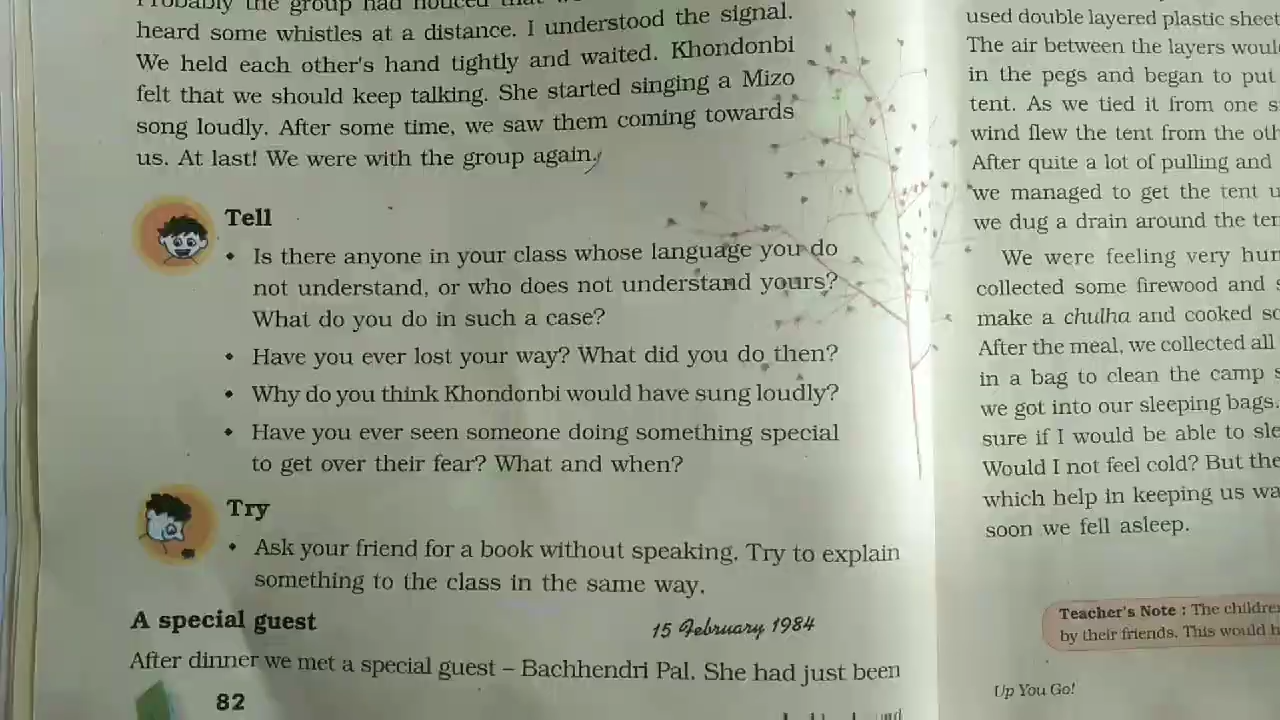 Probably the group had noticed that we
heard some whistles at a distance. I understood the signal.
We held each other's hand tightly and waited. Khondonbi
felt that we should keep talking. She started singing a Mizo
song loudly. After some time, we saw them coming towards
us. At last! We were with the group again.
Tell
• Is there anyone in your class whose language you do
not understand, or who does not understand yours?
What do you do in such a case?
• Have you ever lost your way? What did you do then?
• Why do you think Khondonbi would have sung loudly?
• Have you ever seen someone doing something special
to get over their fear? What and when?
Try
• Ask your friend for a book without speaking. Try to explain
something to the class in the same way.
A special guest
15 February 1984
After dinner we met a special guest – Bachhendri Pal. She had just been
82
used double layered plastic sheet
The air between the layers woul
in the pegs and began to put
tent. As we tied it from one s
wind flew the tent from the oth
After quite a lot of pulling and
we managed to get the tent u
we dug a drain around the ten
We were feeling very hun
collected some firewood and s
make a chulha and cooked so
After the meal, we collected all
in a bag to clean the camp s
we got into our sleeping bags.
sure if I would be able to sle
Would I not feel cold? But the
which help in keeping us wa
soon we fell asleep.
Teacher's Note : The childre
by their friends. This would h
Up You Go!